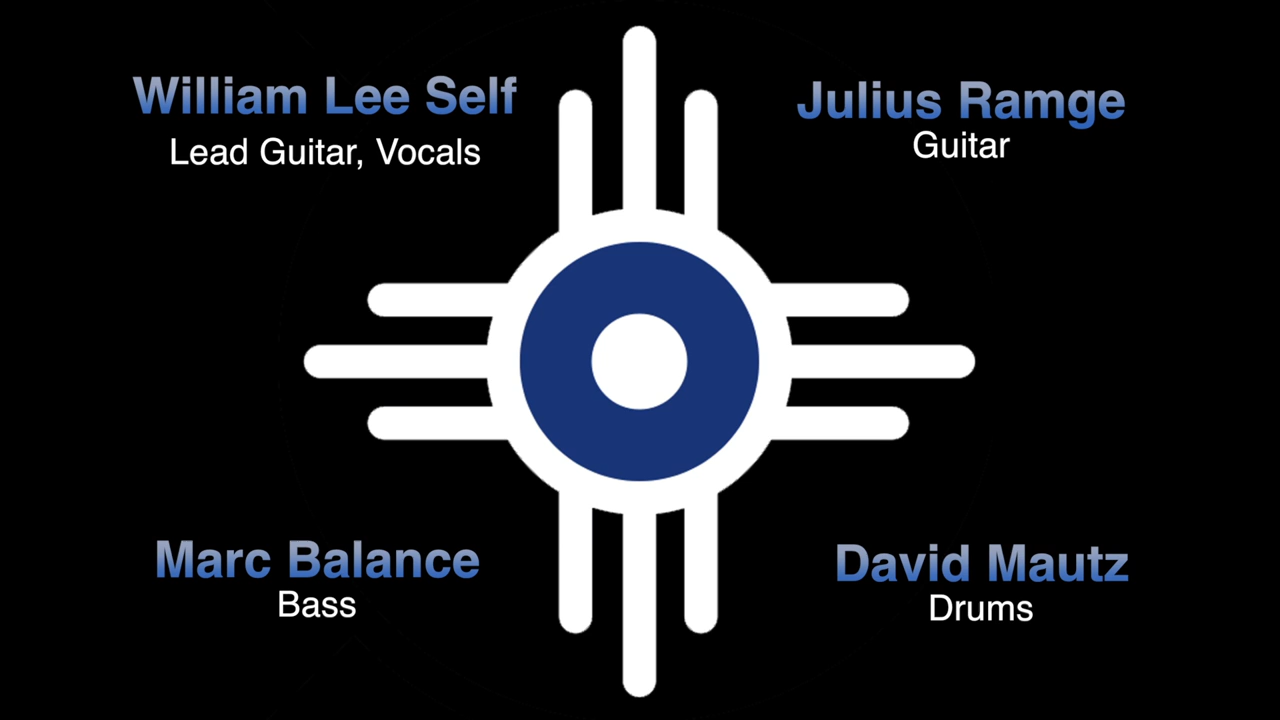 William Lee Self
Lead Guitar, Vocals
Julius Ramge
Guitar
Marc Balance
Bass
David Mautz
Drums